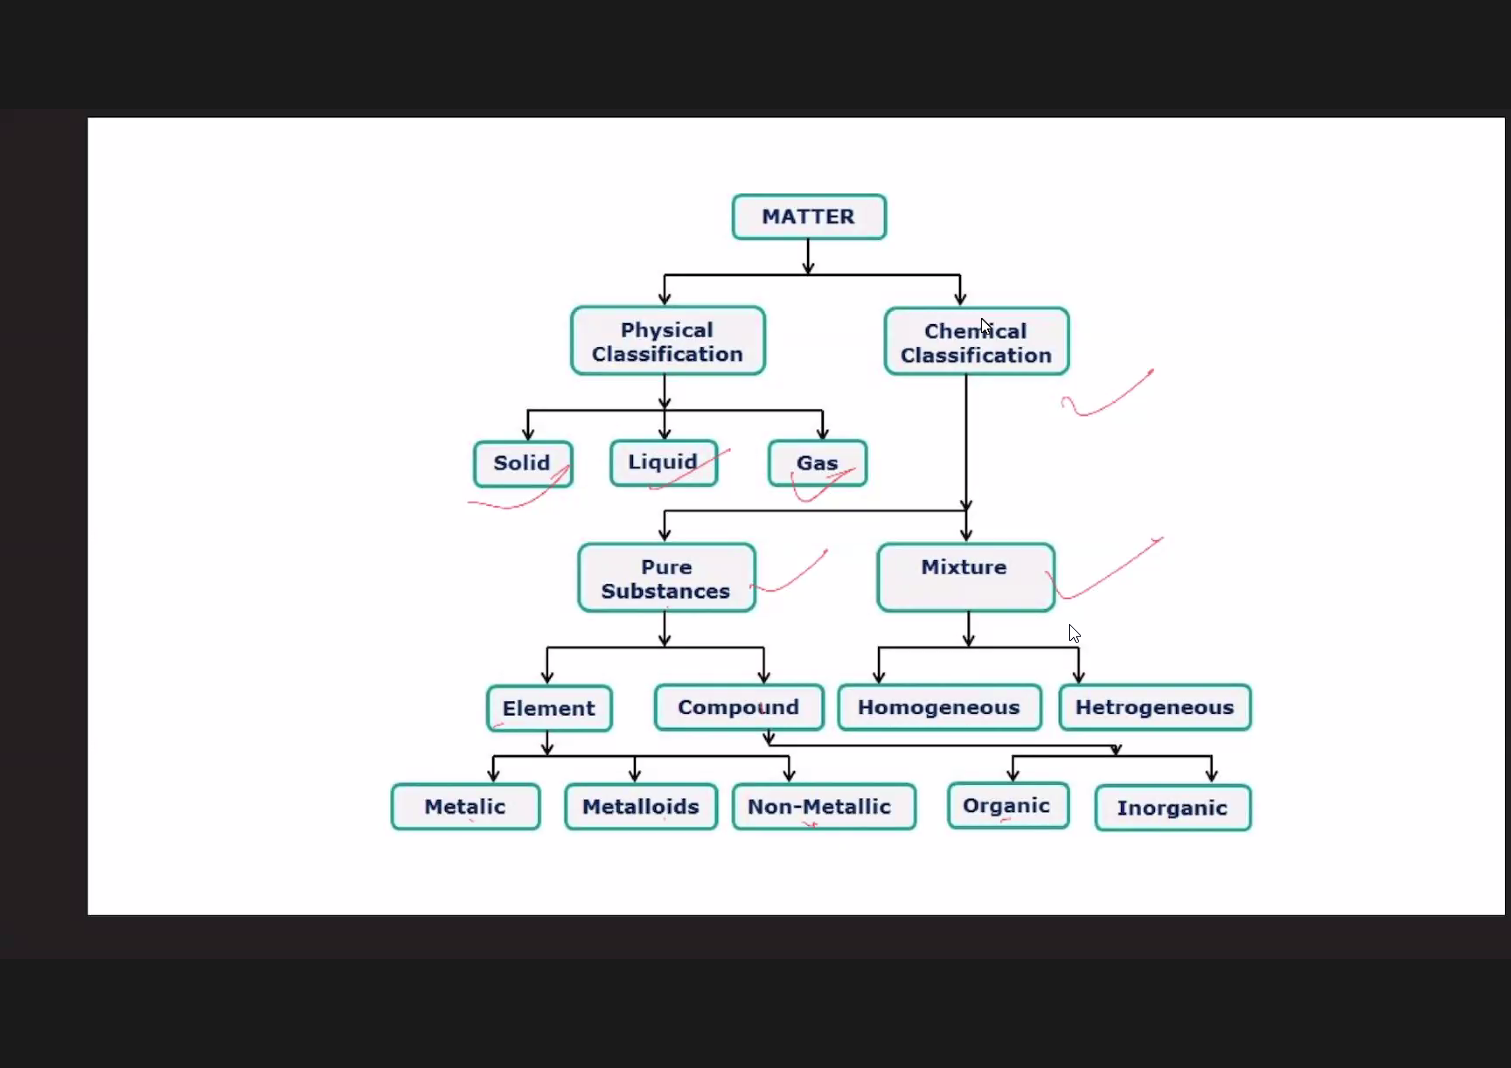 MATTER
Physical
Classification
Chemical
Classification
Solid
Liquid
Gas
Pure
Substances
Mixture
Element
Compound
Homogeneous
Hetrogeneous
Metalic
Metalloids
Non-Metallic
Organic
Inorganic